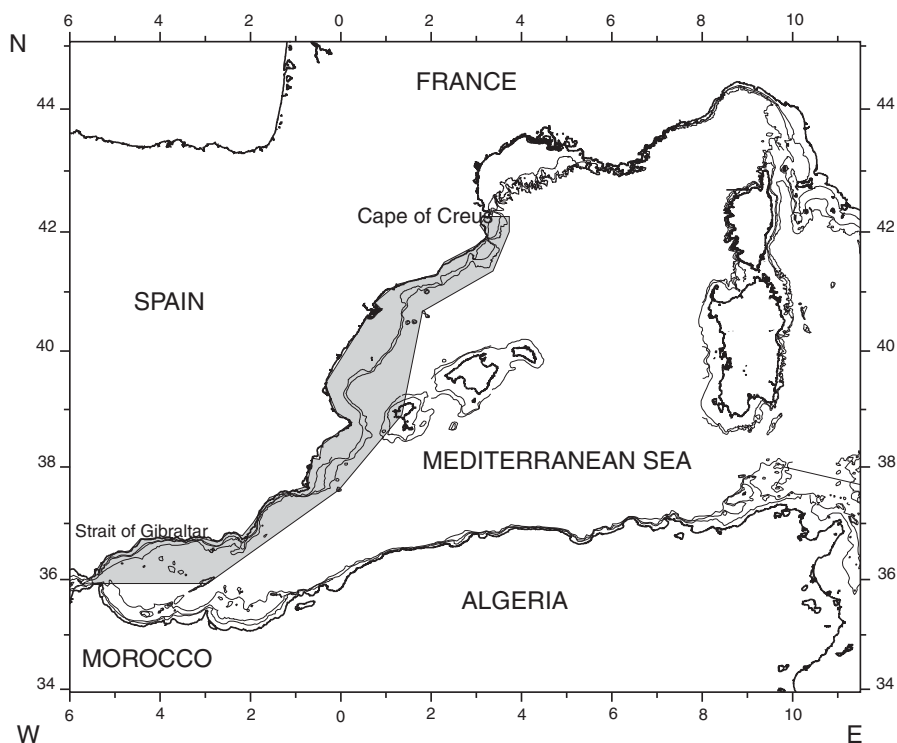 6 4 2 0 2 4 6 8 10
N
FRANCE
44 44
Cape of Creus
42 42
SPAIN
40 40
MEDITERRANEAN SEA
38 38
Strait of Gibraltar
36 36
ALGERIA
MOROCCO
34 34
6 4 2 0 2 4 6 8 10
W E